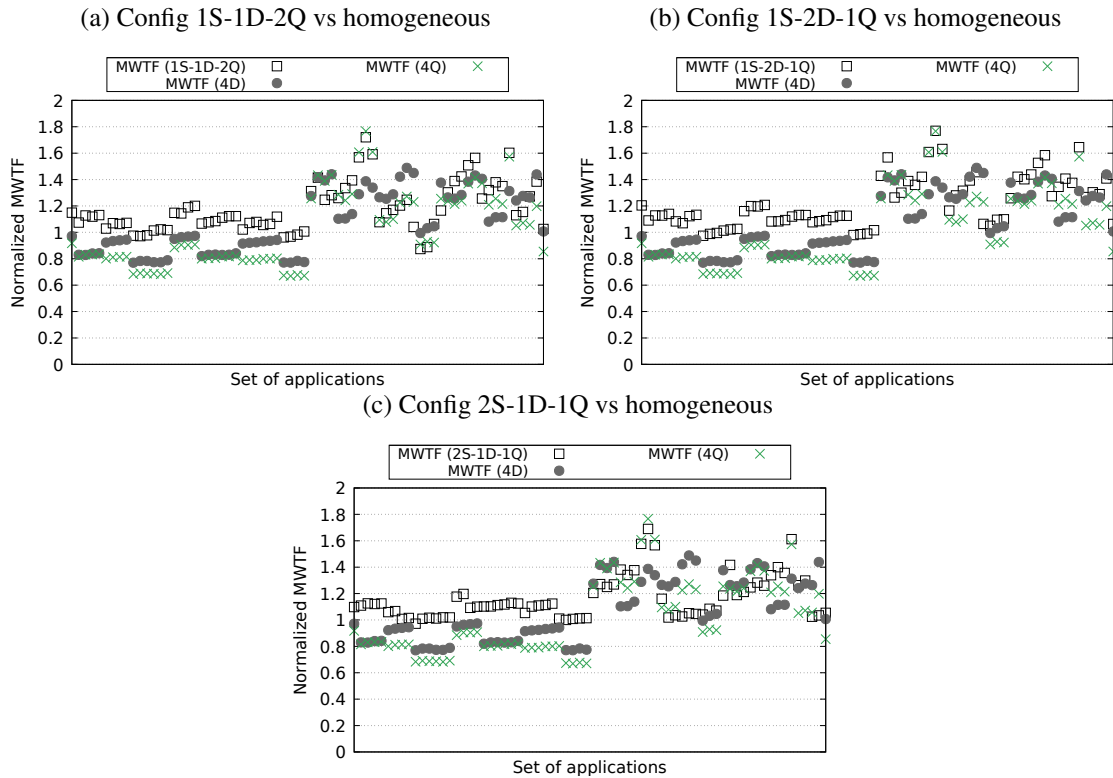 (a) Config 1S-1D-2Q vs homogeneous
MWTF (1S-1D-2Q)
MWTF (4D)
MWTF (4Q)
2
1.8
1.6
1.4
1.2
1
0.8
0.6
0.4
0.2
0
Normalized MWTF
Set of applications
(b) Config 1S-2D-1Q vs homogeneous
MWTF (1S-2D-1Q)
MWTF (4D)
MWTF (4Q)
2
1.8
1.6
1.4
1.2
1
0.8
0.6
0.4
0.2
0
Normalized MWTF
Set of applications
(c) Config 2S-1D-1Q vs homogeneous
MWTF (2S-1D-1Q)
MWTF (4D)
MWTF (4Q)
2
1.8
1.6
1.4
1.2
1
0.8
0.6
0.4
0.2
0
Normalized MWTF
Set of applications